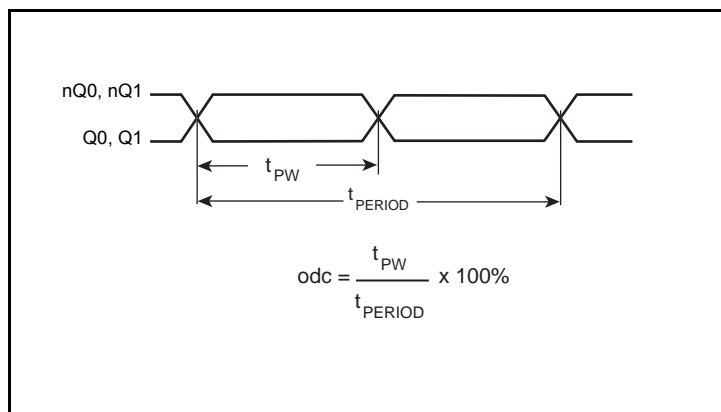 nQ0, nQ1
Q0, Q1
tPW
tPERIOD
odc = tPW / tPERIOD x 100%